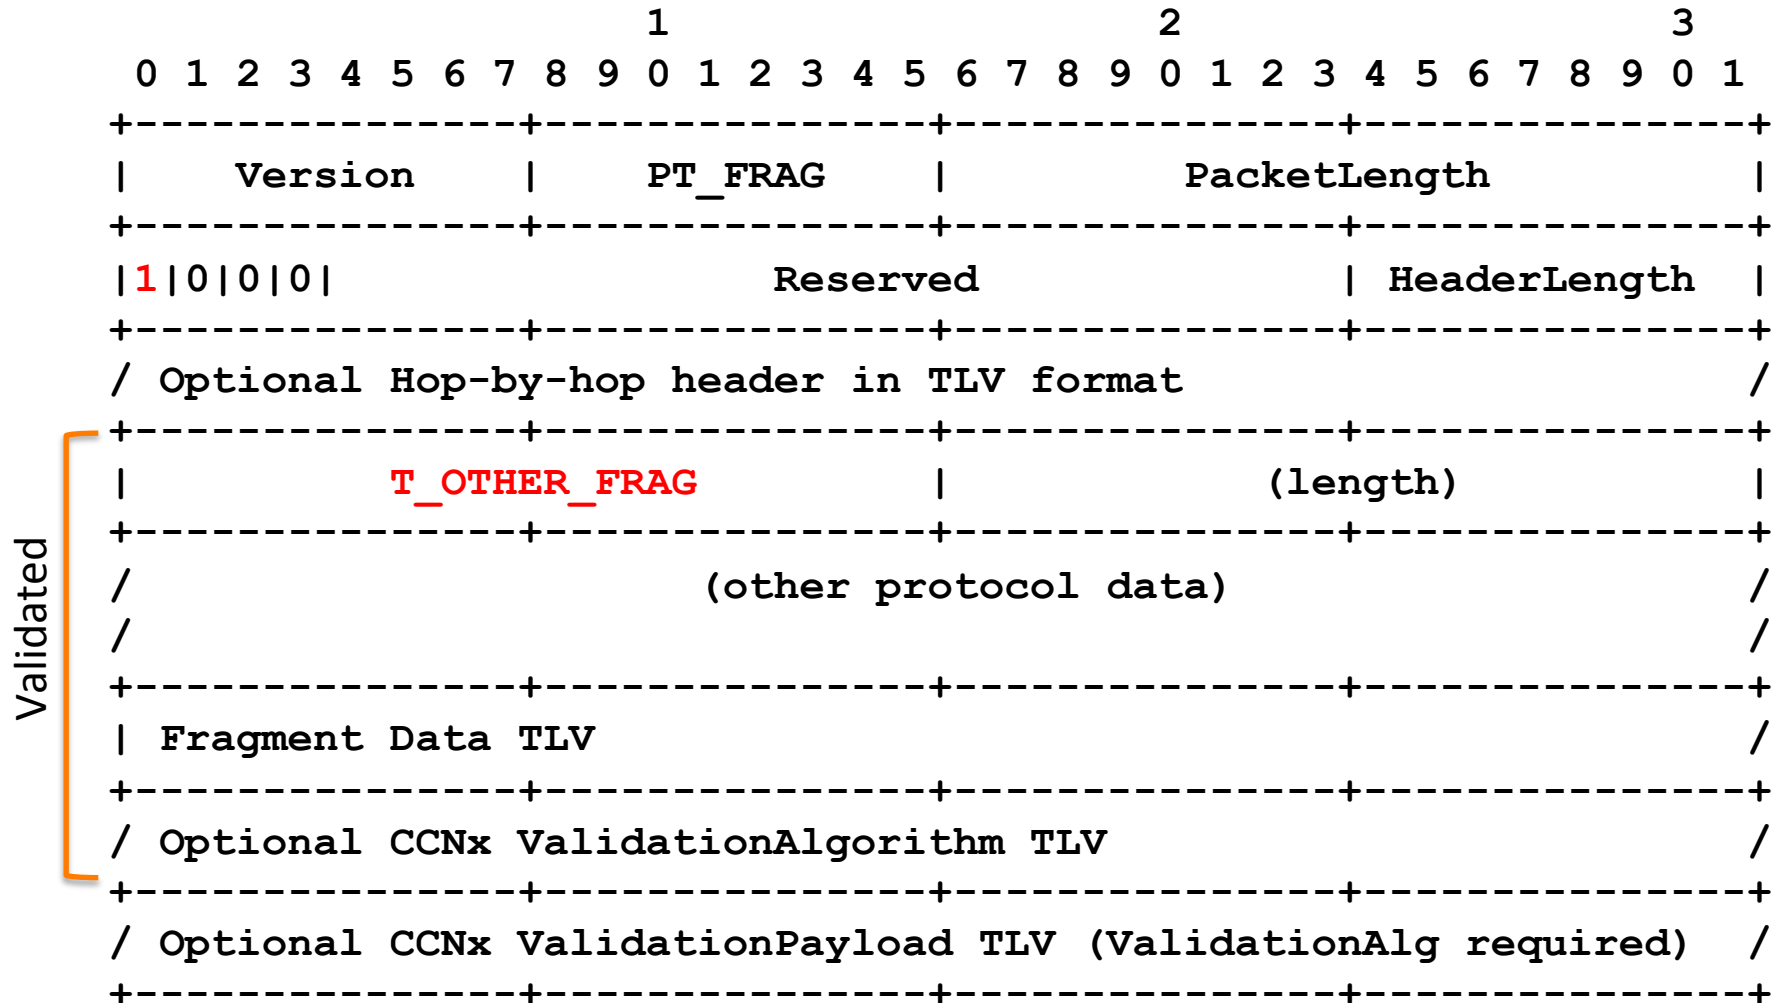 1                   2                   3
 0 1 2 3 4 5 6 7 8 9 0 1 2 3 4 5 6 7 8 9 0 1 2 3 4 5 6 7 8 9 0 1
+---------------+---------------+---------------+---------------+
|    Version    |    PT_FRAG    |         PacketLength          |
+---------------+---------------+---------------+---------------+
|1|0|0|0|                 Reserved              | HeaderLength  |
+---------------+---------------+---------------+---------------+
/ Optional Hop-by-hop header in TLV format                      /
+---------------+---------------+---------------+---------------+
|          T_OTHER_FRAG         |            (length)           |
+---------------+---------------+---------------+---------------+
/                      (other protocol data)                    /
/                                                               /
+---------------+---------------+---------------+---------------+
| Fragment Data TLV                                             /
+---------------+---------------+---------------+---------------+
/ Optional CCNx ValidationAlgorithm TLV                         /
+---------------+---------------+---------------+---------------+
/ Optional CCNx ValidationPayload TLV (ValidationAlg required)  /
+---------------+---------------+---------------+---------------+
Validated